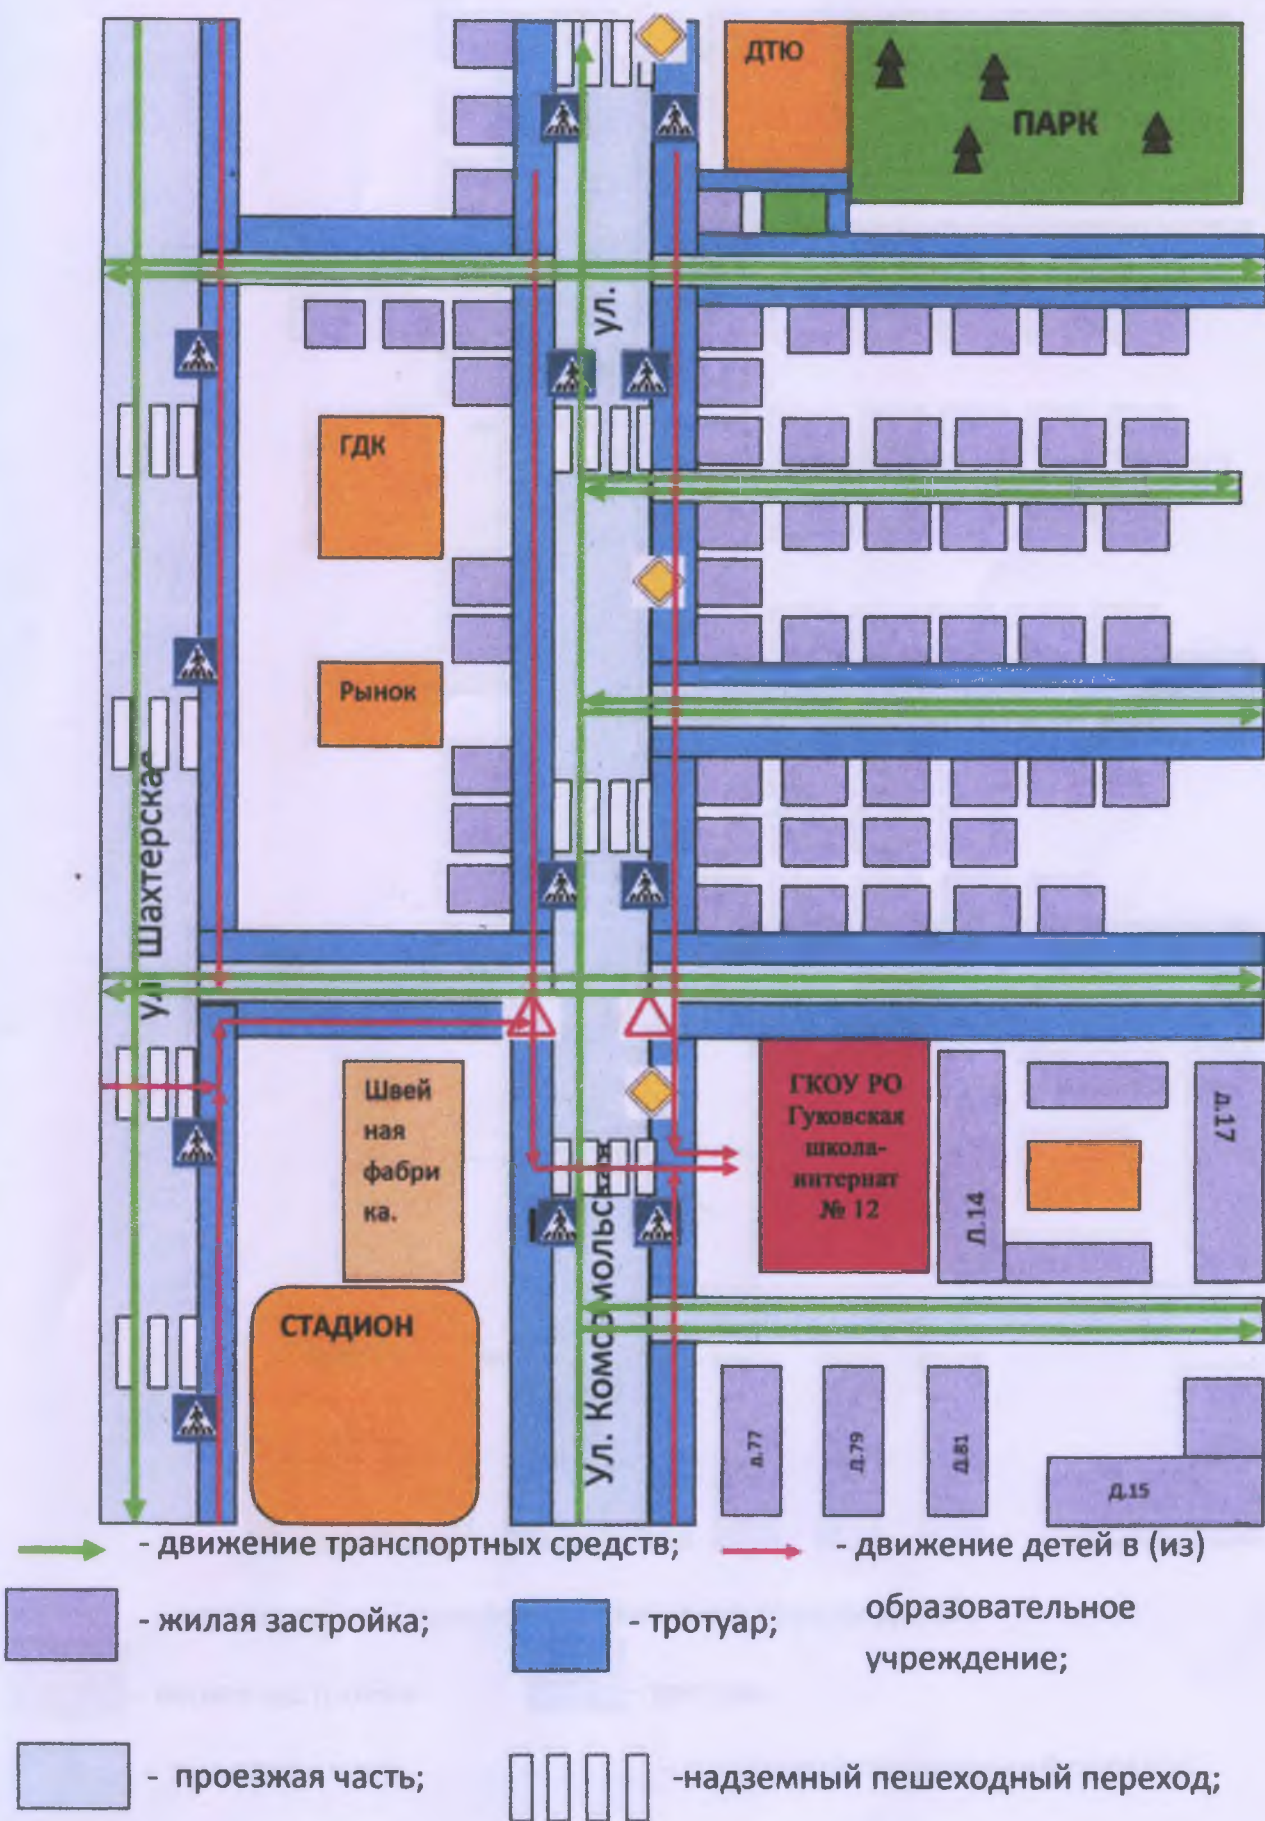 ДТЮ
ПАРК
ул.
ГДК
Рынок
ул Шахтерская
Швей
ная
фабри
ка.
ГКОУ РО
Гуковская
школа-
интернат
№ 12
Д.14
д.17
СТАДИОН
Ул. Комсомольская
д.77
Д.79
Д.81
Д.15
- движение транспортных средств;
- движение детей в (из)
образовательное
учреждение;
- жилая застройка;
- тротуар;
- проезжая часть;
-надземный пешеходный переход;